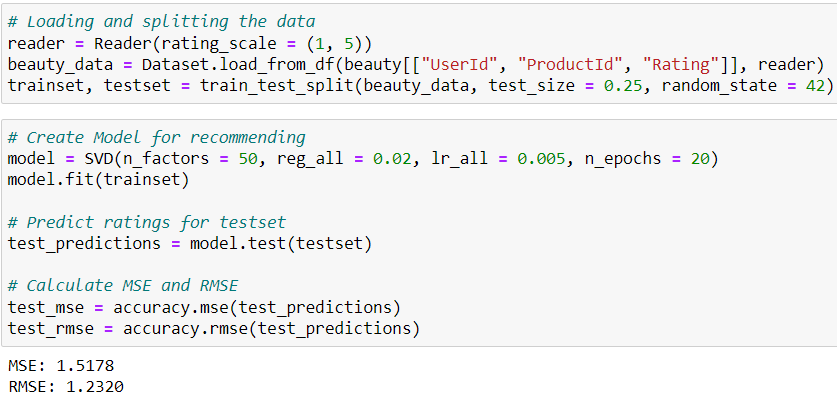 # Loading and splitting the data
reader = Reader(rating_scale = (1, 5))
beauty_data = Dataset.load_from_df(beauty[["UserId", "ProductId", "Rating"]], reader)
trainset, testset = train_test_split(beauty_data, test_size = 0.25, random_state = 42)
# Create Model for recommending
model = SVD(n_factors = 50, reg_all = 0.02, lr_all = 0.005, n_epochs = 20)
model.fit(trainset)
# Predict ratings for testset
test_predictions = model.test(testset)
# Calculate MSE and RMSE
test_mse = accuracy.mse(test_predictions)
test_rmse = accuracy.rmse(test_predictions)
MSE: 1.5178
RMSE: 1.2320